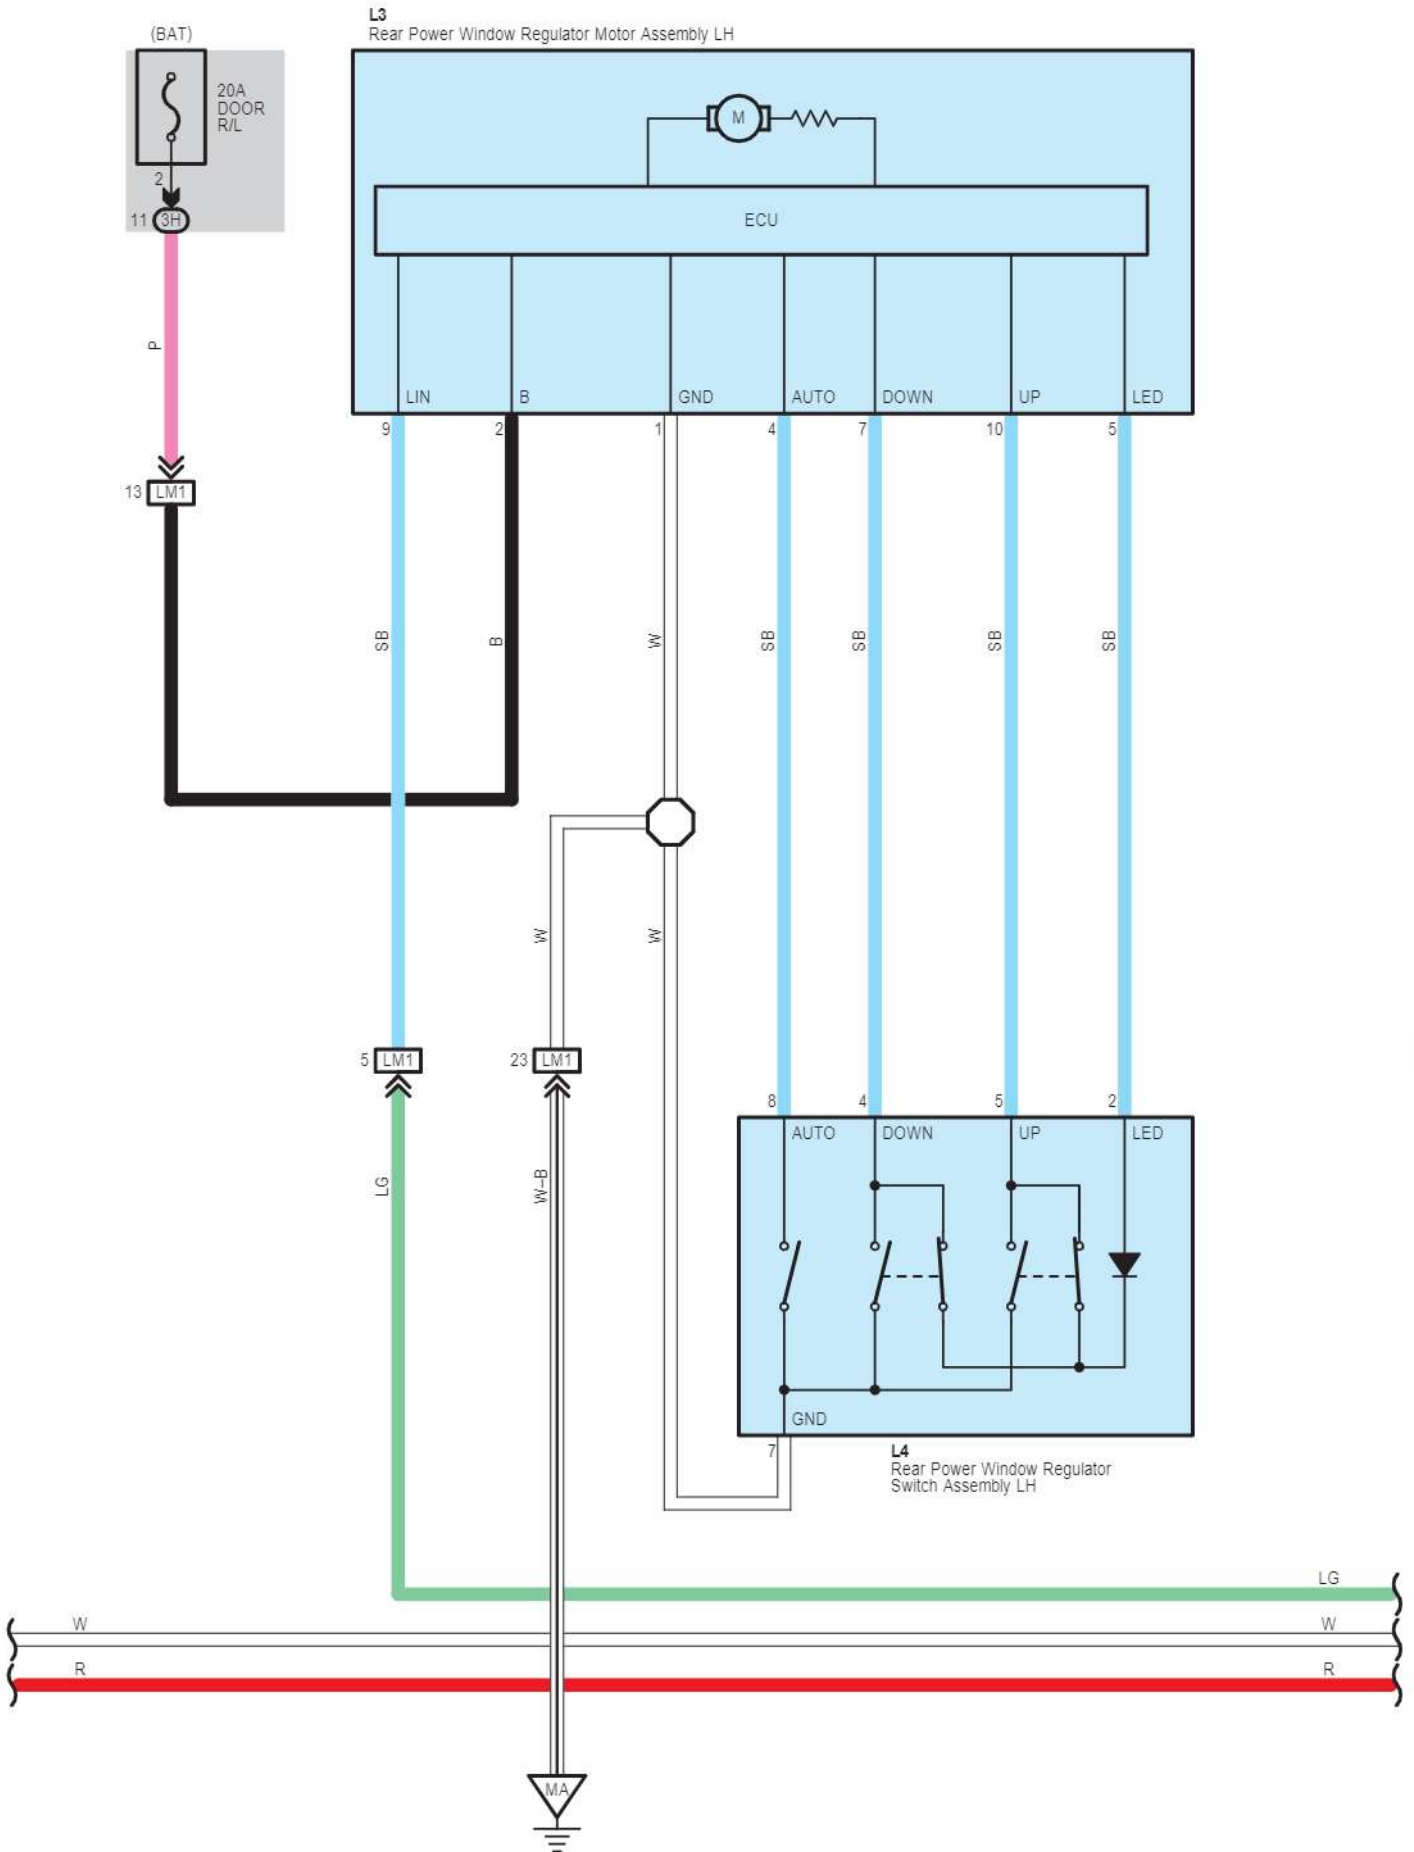 L3
Rear Power Window Regulator Motor Assembly LH
(BAT)
20A
DOOR
R/L
M
2
11 3H
ECU
P
LIN B GND AUTO DOWN UP LED
9 2 1 4 7 10 5
13 LM1
SB B W SB SB SB SB
W W
5 LM1 23 LM1
8 4 5 2
AUTO DOWN UP LED
LG W-B
GND
7
L4
Rear Power Window Regulator
Switch Assembly LH
LG
W W
R R
MA